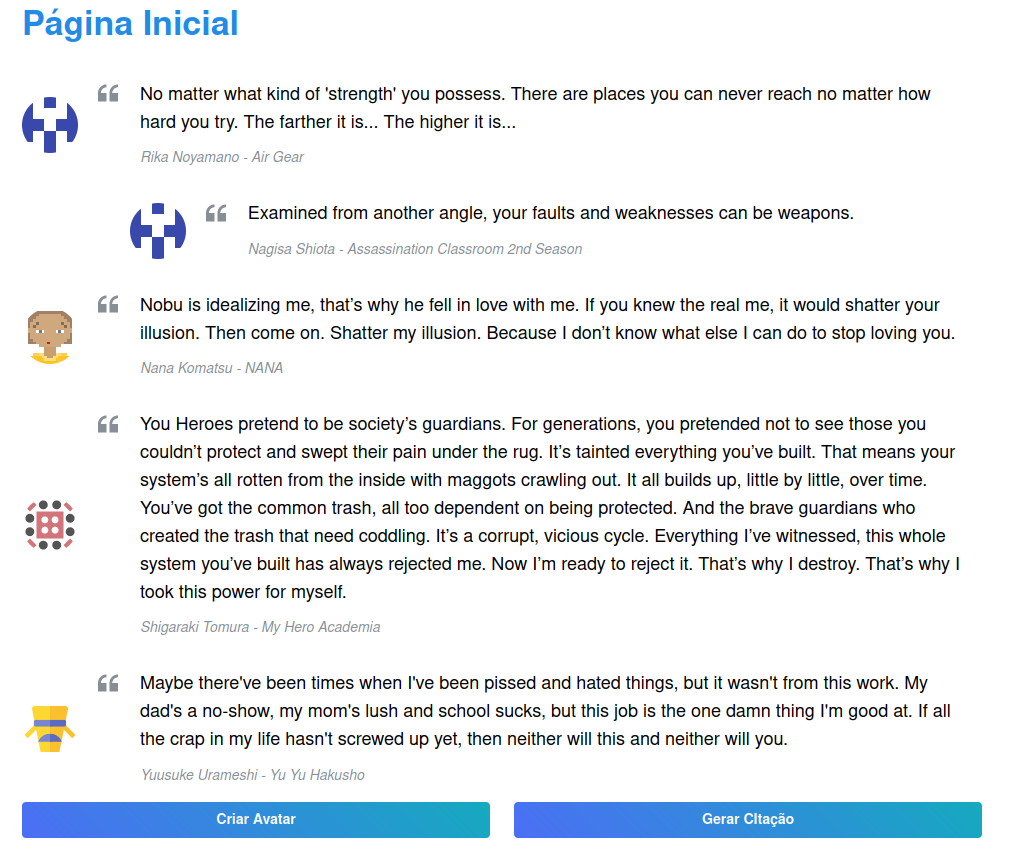 Página Inicial
No matter what kind of 'strength' you possess. There are places you can never reach no matter how
hard you try. The farther it is... The higher it is...
Rika Noyamano - Air Gear
Examined from another angle, your faults and weaknesses can be weapons.
Nagisa Shiota - Assassination Classroom 2nd Season
Nobu is idealizing me, that’s why he fell in love with me. If you knew the real me, it would shatter your
illusion. Then come on. Shatter my illusion. Because I don’t know what else I can do to stop loving you.
Nana Komatsu - NANA
You Heroes pretend to be society’s guardians. For generations, you pretended not to see those you
couldn’t protect and swept their pain under the rug. It’s tainted everything you’ve built. That means your
system’s all rotten from the inside with maggots crawling out. It all builds up, little by little, over time.
You’ve got the common trash, all too dependent on being protected. And the brave guardians who
created the trash that need coddling. It’s a corrupt, vicious cycle. Everything I’ve witnessed, this whole
system you’ve built has always rejected me. Now I’m ready to reject it. That’s why I destroy. That’s why I
took this power for myself.
Shigaraki Tomura - My Hero Academia
Maybe there've been times when I've been pissed and hated things, but it wasn't from this work. My
dad's a no-show, my mom's lush and school sucks, but this job is the one damn thing I'm good at. If all
the crap in my life hasn't screwed up yet, then neither will this and neither will you.
Yuusuke Urameshi - Yu Yu Hakusho
Criar Avatar
Gerar CItação